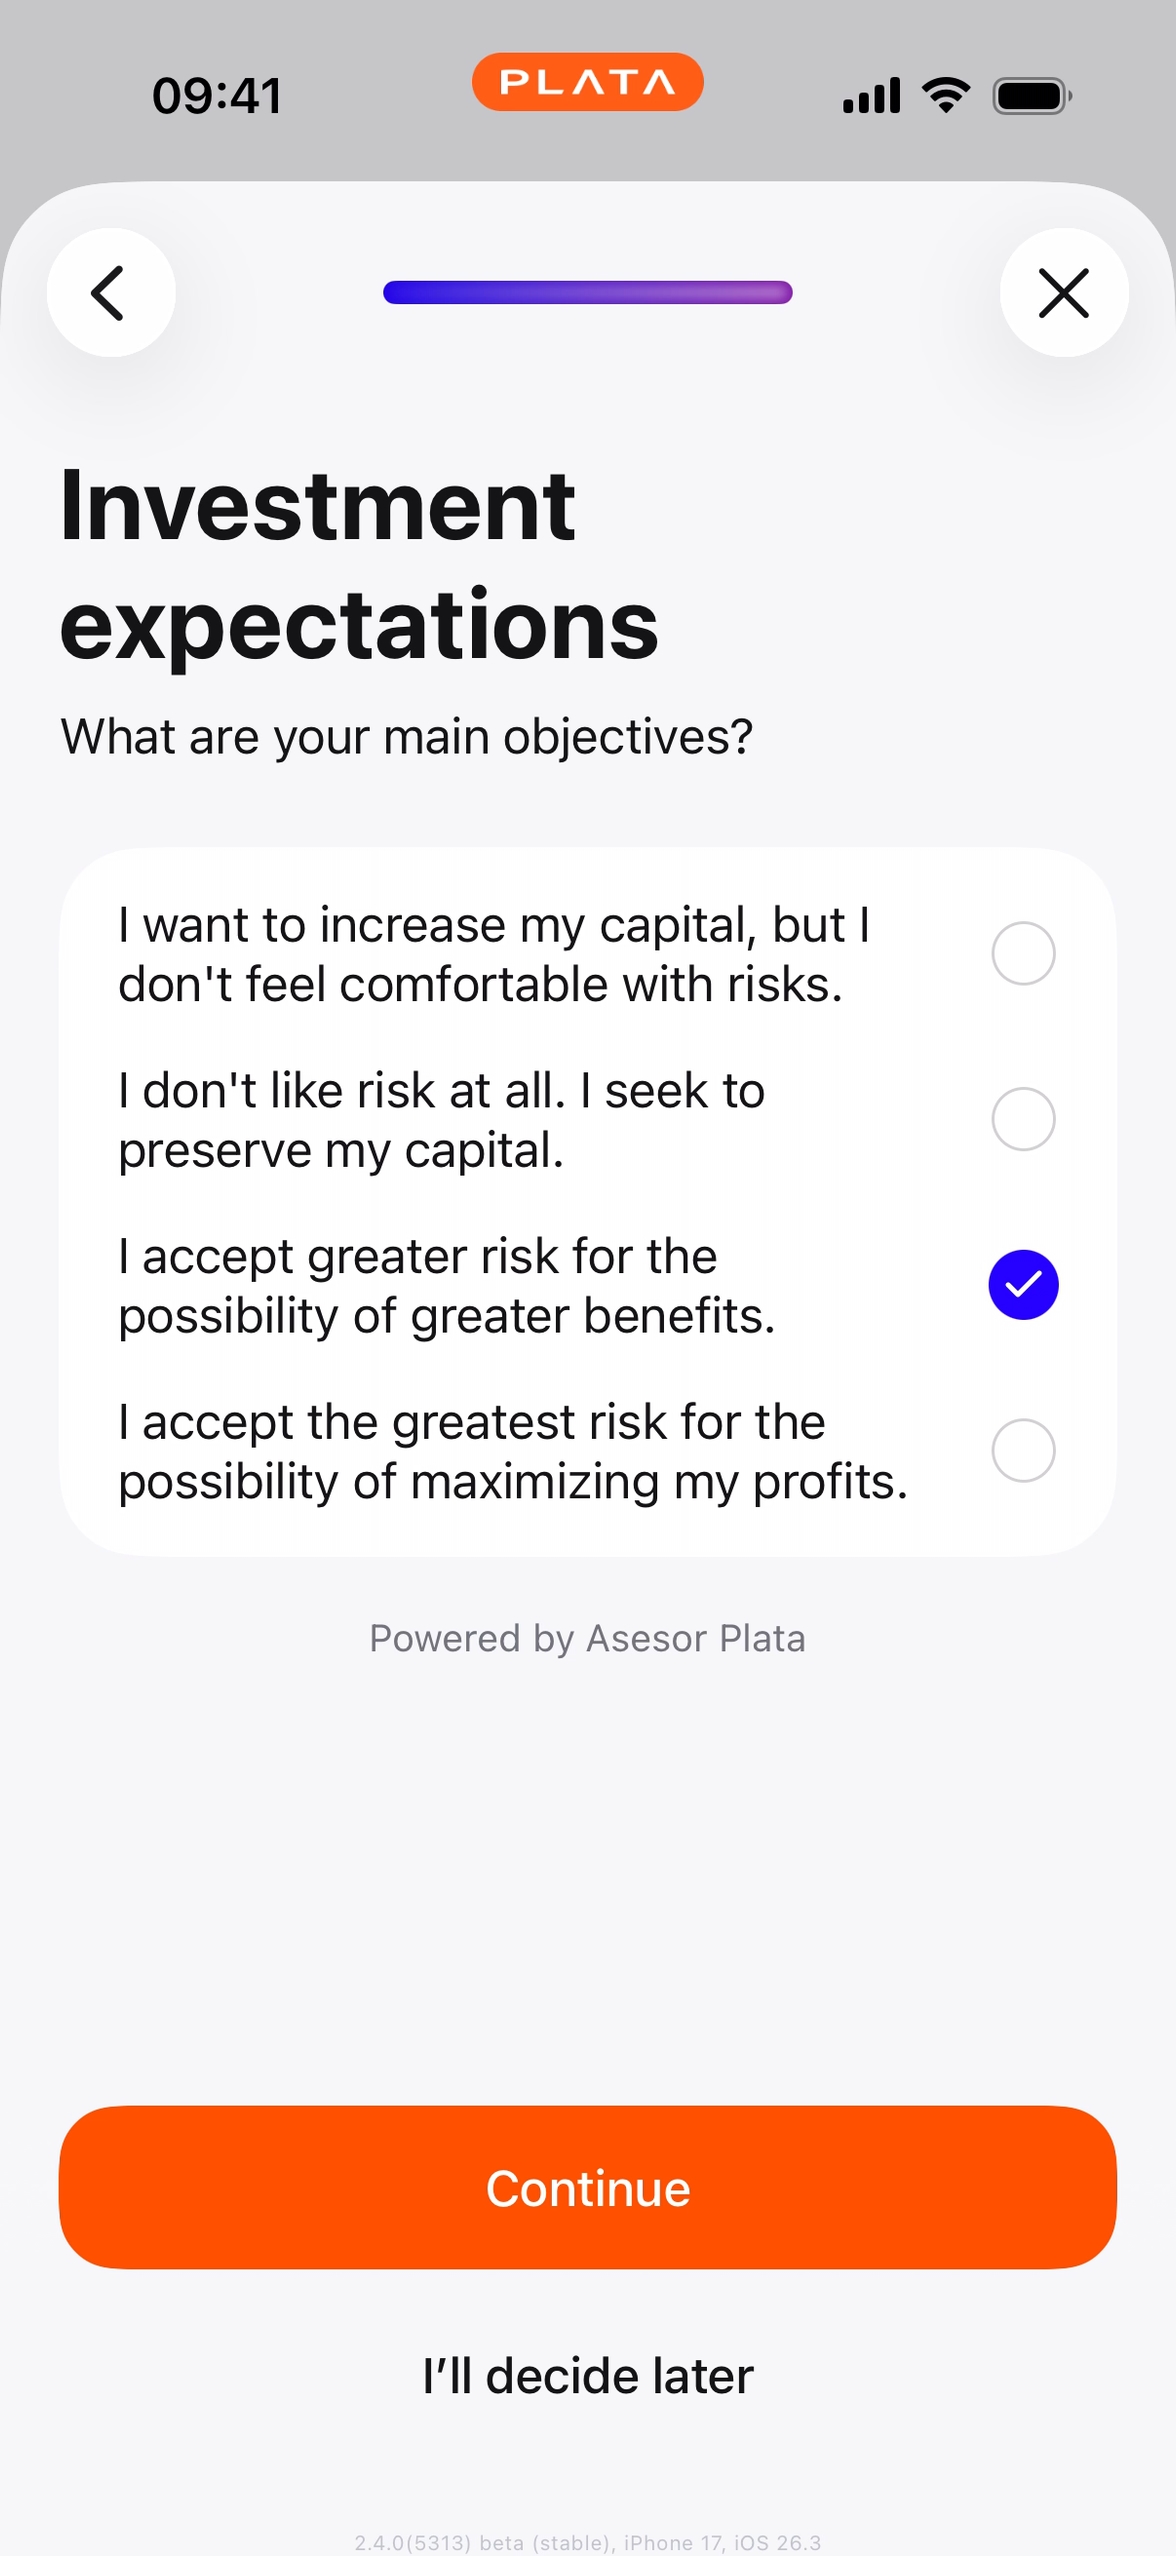 09:41
PLATA
Investment
expectations
What are your main objectives?
I want to increase my capital, but I
don't feel comfortable with risks.
I don't like risk at all. I seek to
preserve my capital.
I accept greater risk for the
possibility of greater benefits.
I accept the greatest risk for the
possibility of maximizing my profits.
Powered by Asesor Plata
Continue
I’ll decide later
2.4.0(5313) beta (stable), iPhone 17, iOS 26.3